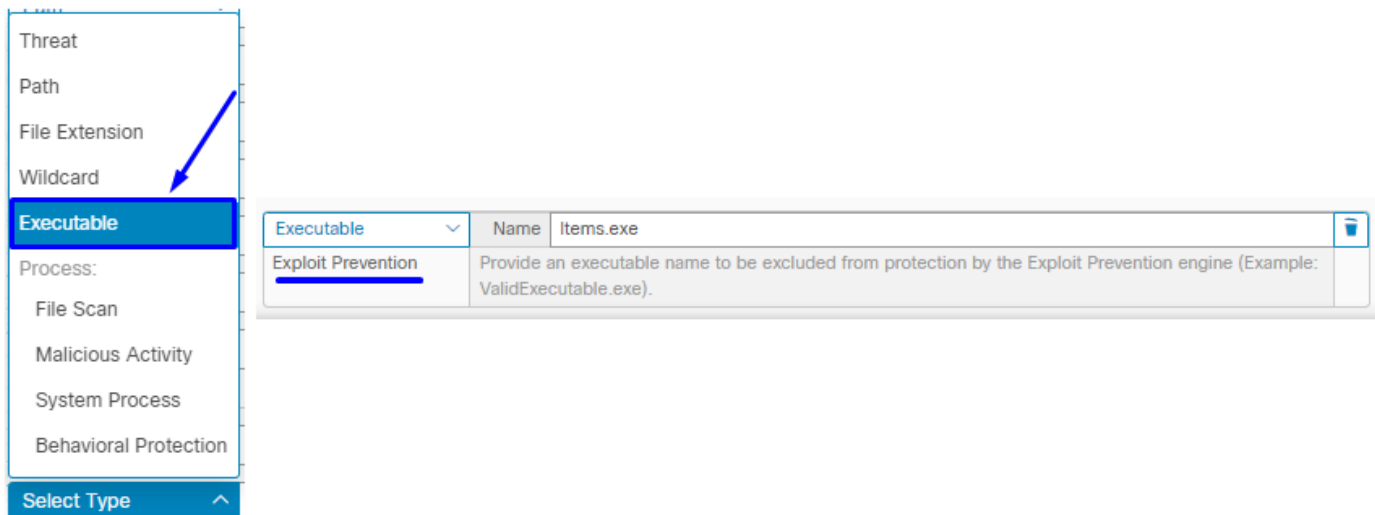 Threat
Path
File Extension
Wildcard
Executable
Process:
File Scan
Malicious Activity
System Process
Behavioral Protection
Select Type
Executable
Name
Items.exe
Exploit Prevention
Provide an executable name to be excluded from protection by the Exploit Prevention engine (Example:
ValidExecutable.exe).